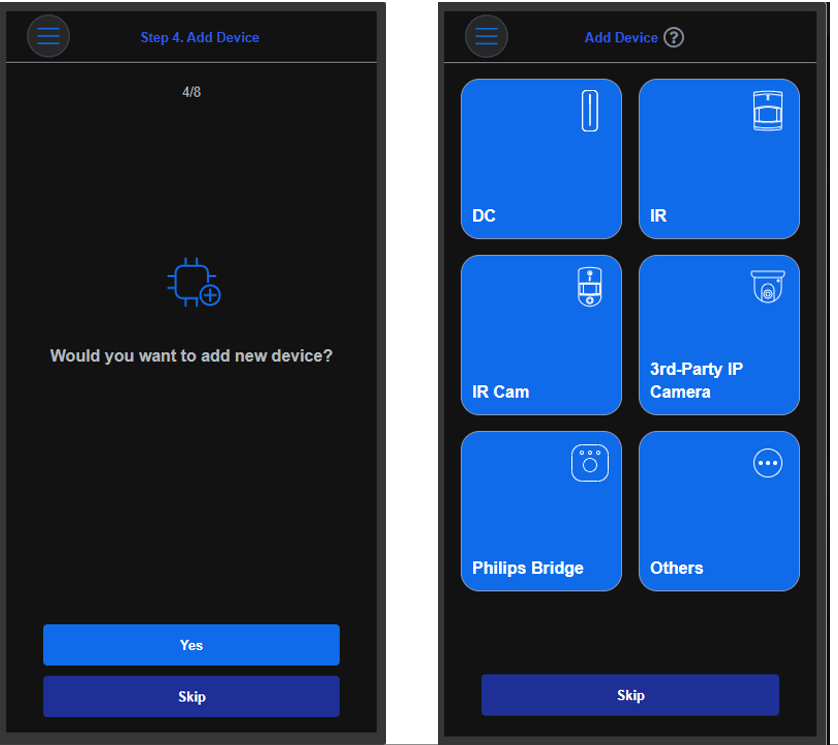 Step 4. Add Device
4/8
Would you want to add new device?
Yes
Skip
Add Device ?
DC
IR
IR Cam
3rd-Party IP
Camera
Philips Bridge
Others
Skip